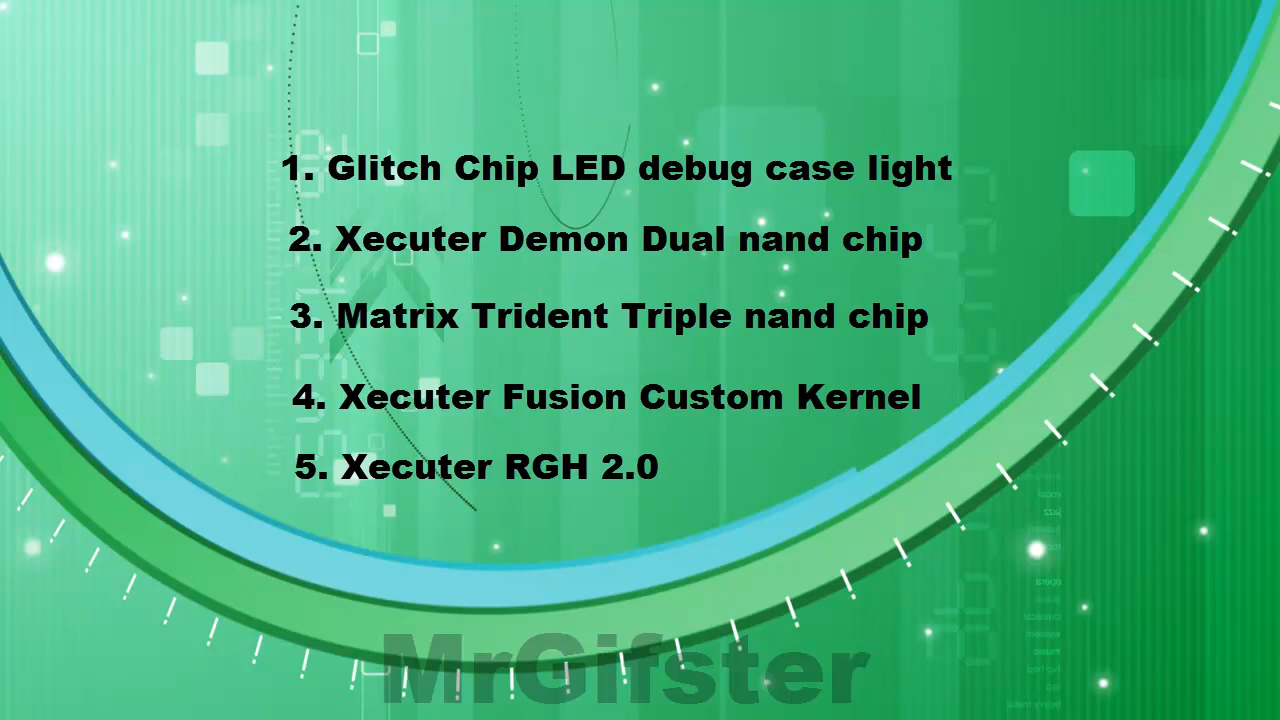 1. Glitch Chip LED debug case light
2. Xecuter Demon Dual nand chip
3. Matrix Trident Triple nand chip
4. Xecuter Fusion Custom Kernel
5. Xecuter RGH 2.0
MrGifster